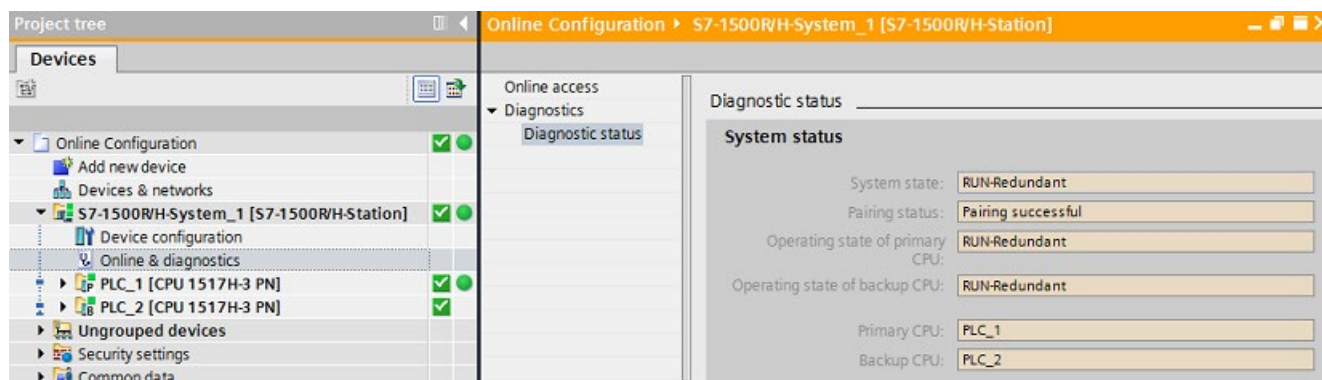 Project tree
Devices
Online Configuration
Add new device
Devices & networks
S7-1500R/H-System_1 [S7-1500R/H-Station]
Device configuration
Online & diagnostics
PLC_1 [CPU 1517H-3 PN]
PLC_2 [CPU 1517H-3 PN]
Ungrouped devices
Security settings
Common data
Online Configuration S7-1500R/H-System_1 [S7-1500R/H-Station]
Online access
Diagnostics
Diagnostic status
Diagnostic status
System status
System state: RUN-Redundant
Pairing status: Pairing successful
Operating state of primary CPU: RUN-Redundant
Operating state of backup CPU: RUN-Redundant
Primary CPU: PLC_1
Backup CPU: PLC_2